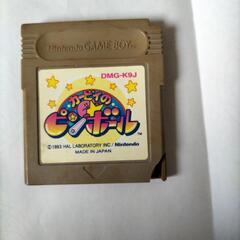 Nintendo GAME BOY
DMG-K9J
カービィの
ピンボール
©1993 HAL LABORATORY INC / Nintendo
MADE IN JAPAN